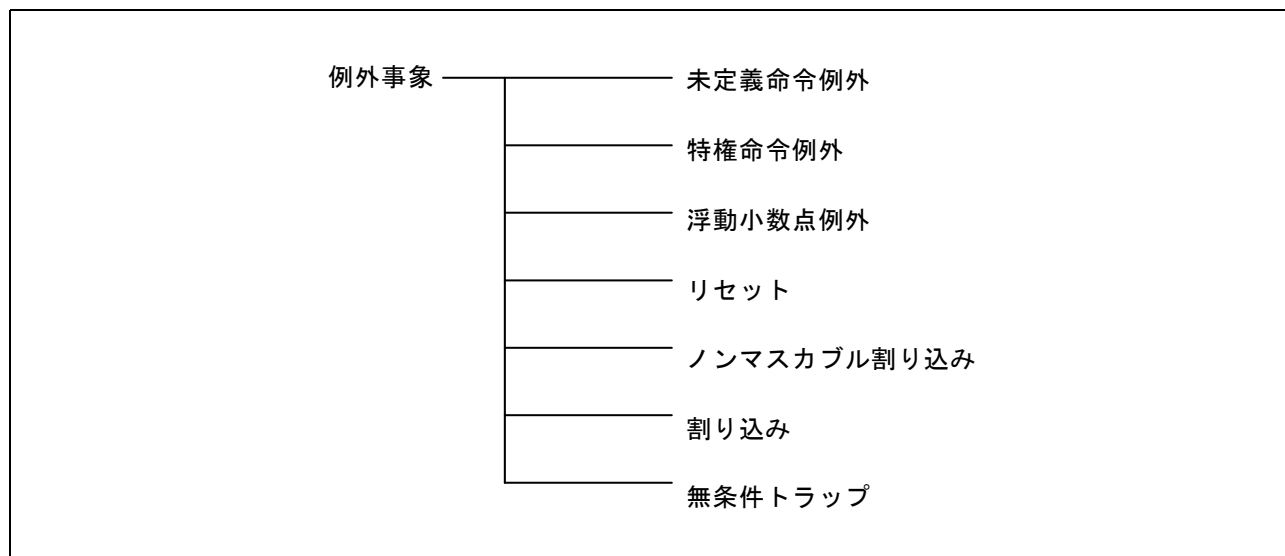 例外事象
未定義命令例外
特権命令例外
浮動小数点例外
リセット
ノンマスカブル割り込み
割り込み
無条件トラップ